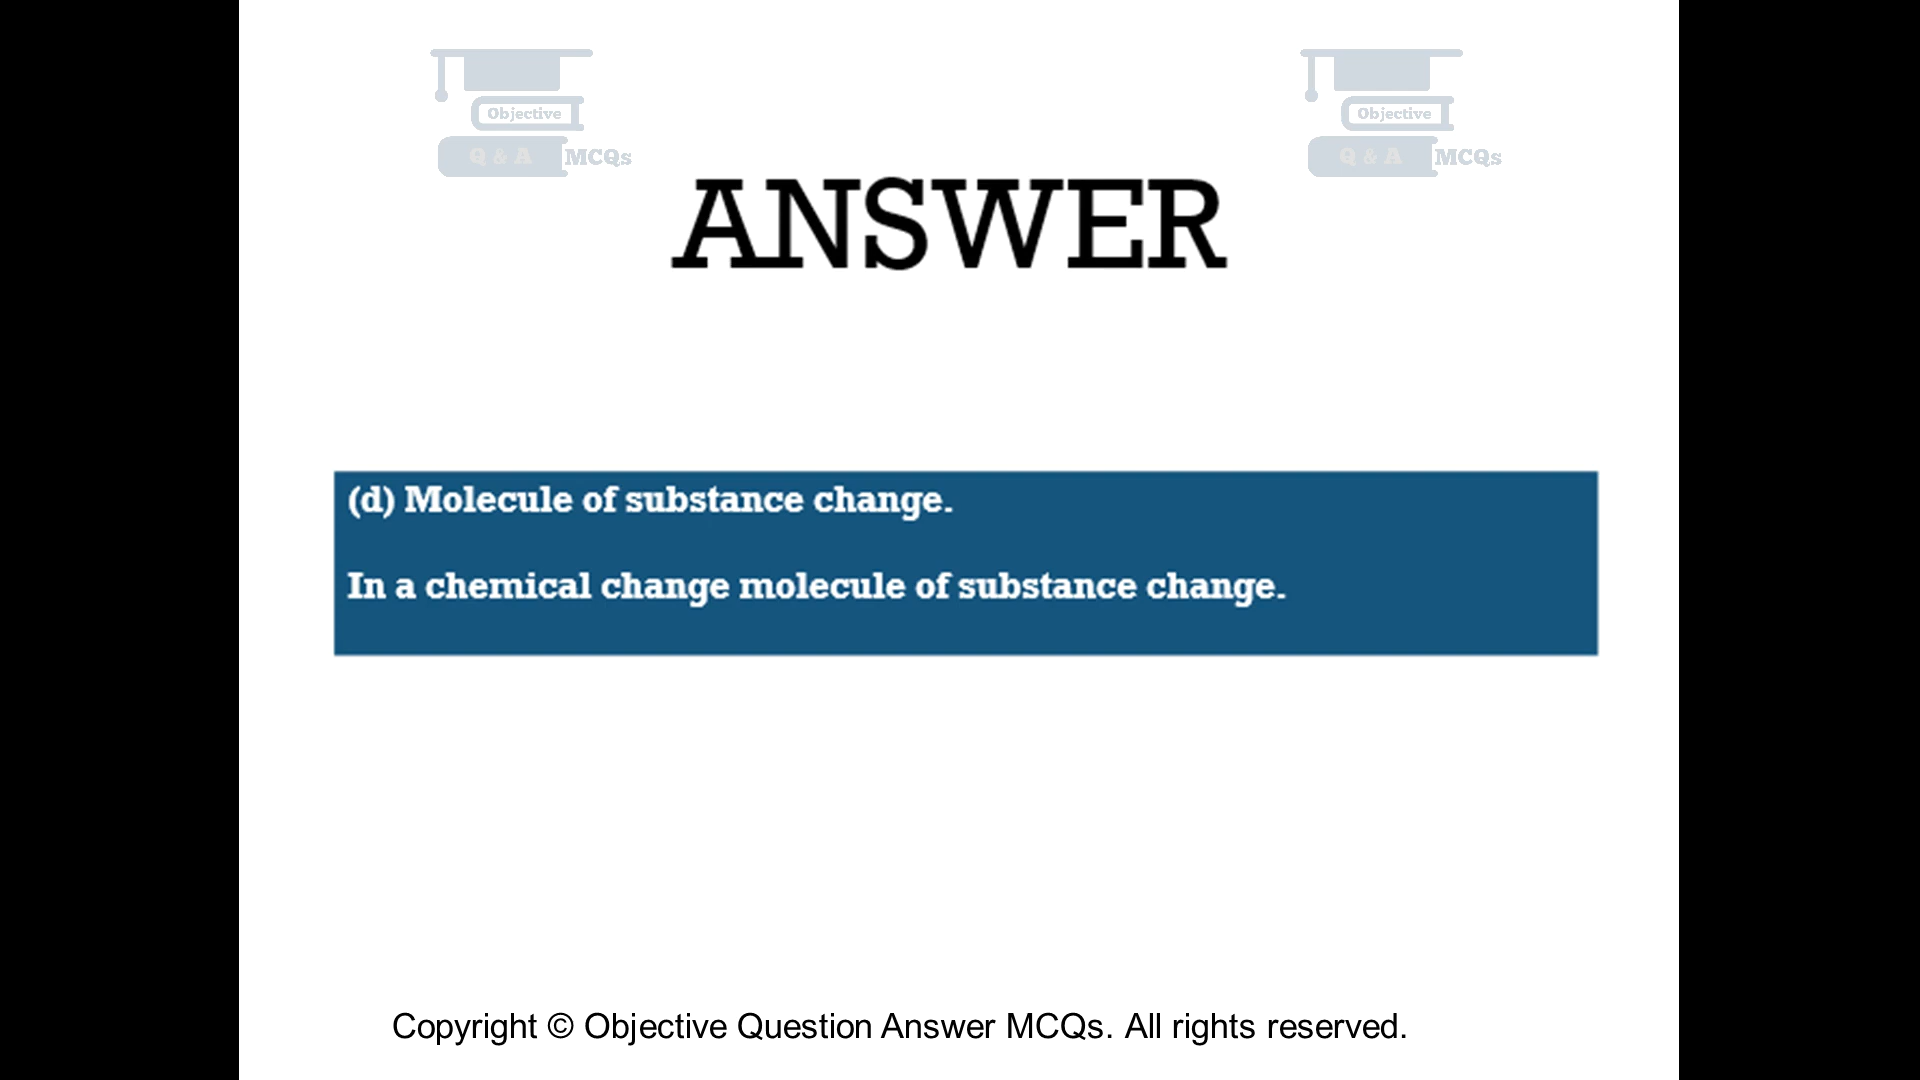 Objective
Q & A MCQs
Objective
Q & A MCQs
ANSWER
(d) Molecule of substance change.
In a chemical change molecule of substance change.
Copyright © Objective Question Answer MCQs. All rights reserved.